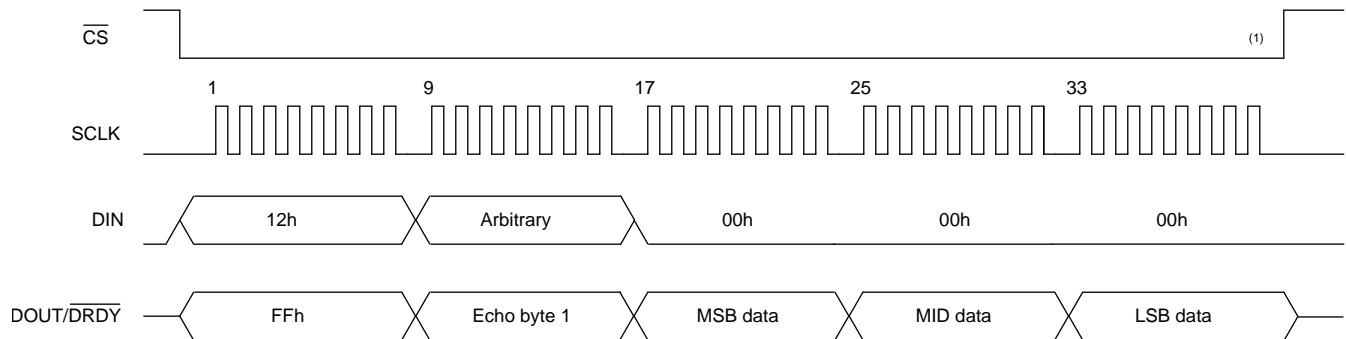 CS (1)
1 9 17 25 33
SCLK
DIN 12h Arbitrary 00h 00h 00h
DOUT/DRDY FFh Echo byte 1 MSB data MID data LSB data